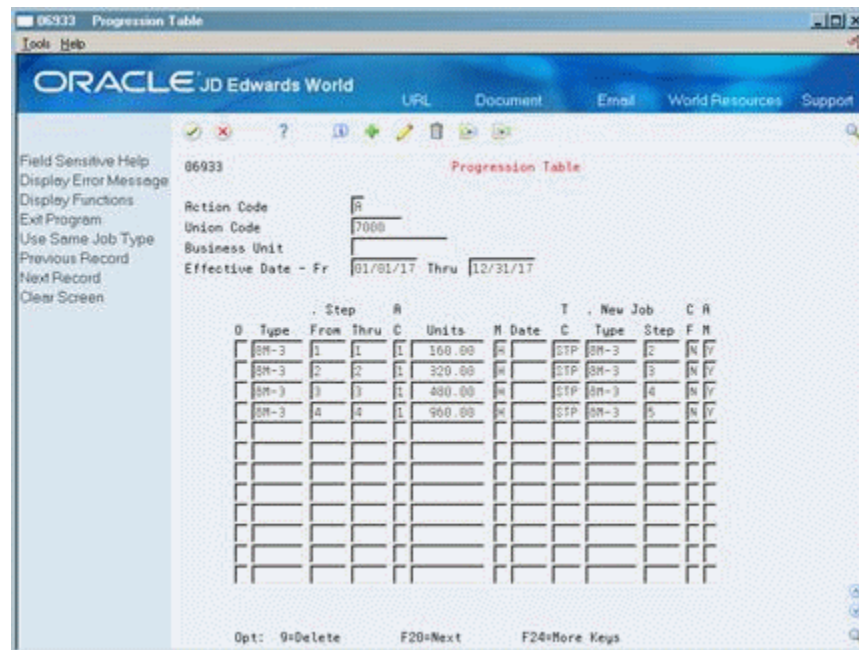 06933 Progression Table
Tools Help
ORACLE JD Edwards World
URL Document Email World Resources Support
Field Sensitive Help
Display Error Message
Display Functions
Exit Program
Use Same Job Type
Previous Record
Next Record
Clear Screen
06933 Progression Table
Action Code A
Union Code 7000
Business Unit
Effective Date - Fr 01/01/17 Thru 12/31/17
. Step A T . New Job C A
O Type From Thru C Units M Date C Type Step F M
8M-3 1 1 1 160.00 H STP 8M-3 2 N Y
8M-3 2 2 1 320.00 H STP 8M-3 3 N Y
8M-3 3 3 1 480.00 H STP 8M-3 4 N Y
8M-3 4 4 1 960.00 H STP 8M-3 5 N Y
Opt: 9=Delete F20=Next F24=More Keys